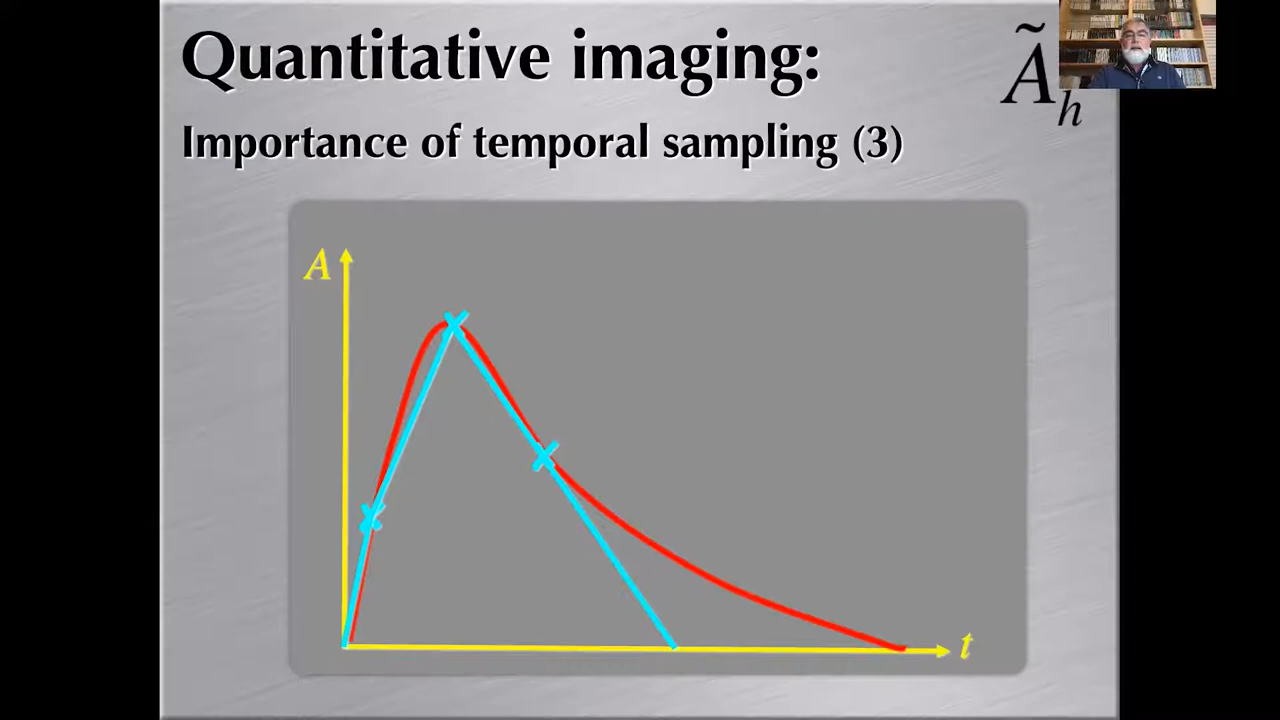 Quantitative imaging:
Ã
h
Importance of temporal sampling (3)
A
t